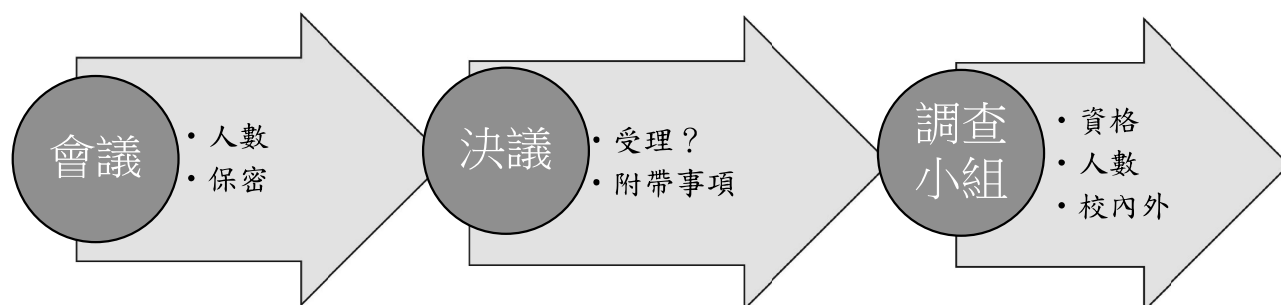 會議
・人數
・保密
決議
・受理？
・附帶事項
調查
小組
・資格
・人數
・校內外